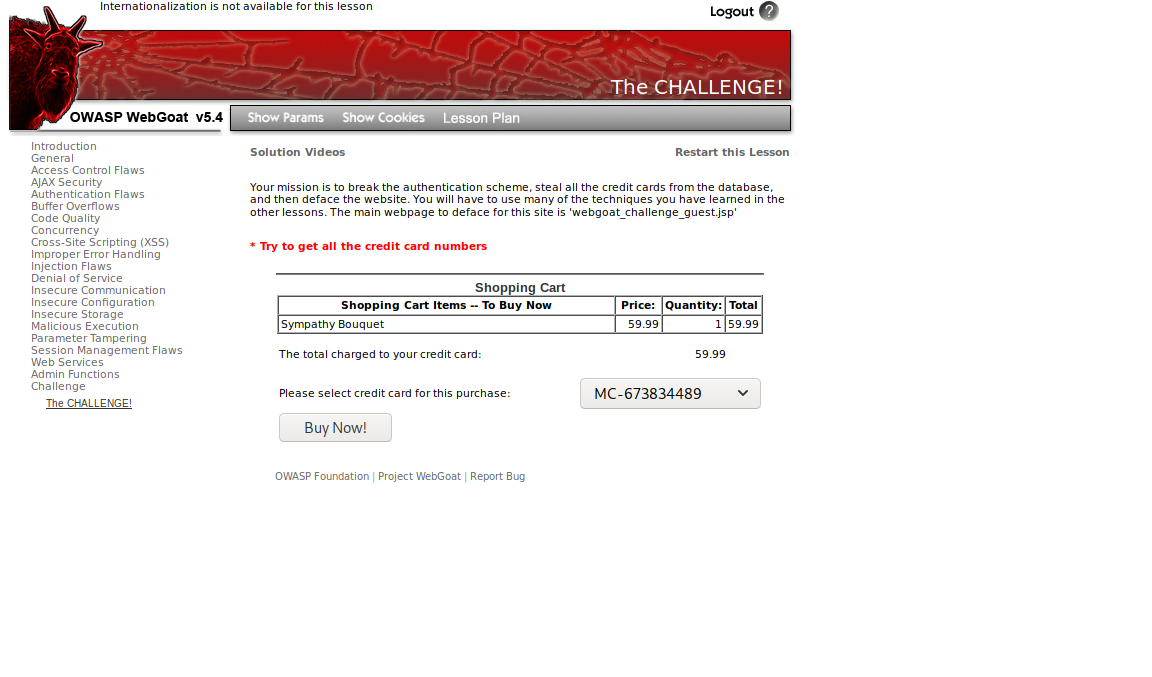 Internationalization is not available for this lesson
Logout ?
The CHALLENGE!
OWASP WebGoat v5.4
Show Params Show Cookies Lesson Plan
Introduction
General
Access Control Flaws
AJAX Security
Authentication Flaws
Buffer Overflows
Code Quality
Concurrency
Cross-Site Scripting (XSS)
Improper Error Handling
Injection Flaws
Denial of Service
Insecure Communication
Insecure Configuration
Insecure Storage
Malicious Execution
Parameter Tampering
Session Management Flaws
Web Services
Admin Functions
Challenge
The CHALLENGE!
Solution Videos Restart this Lesson
Your mission is to break the authentication scheme, steal all the credit cards from the database,
and then deface the website. You will have to use many of the techniques you have learned in the
other lessons. The main webpage to deface for this site is 'webgoat_challenge_guest.jsp'
* Try to get all the credit card numbers
Shopping Cart
Shopping Cart Items -- To Buy Now Price: Quantity: Total
Sympathy Bouquet 59.99 1 59.99
The total charged to your credit card: 59.99
Please select credit card for this purchase: MC-673834489
Buy Now!
OWASP Foundation | Project WebGoat | Report Bug